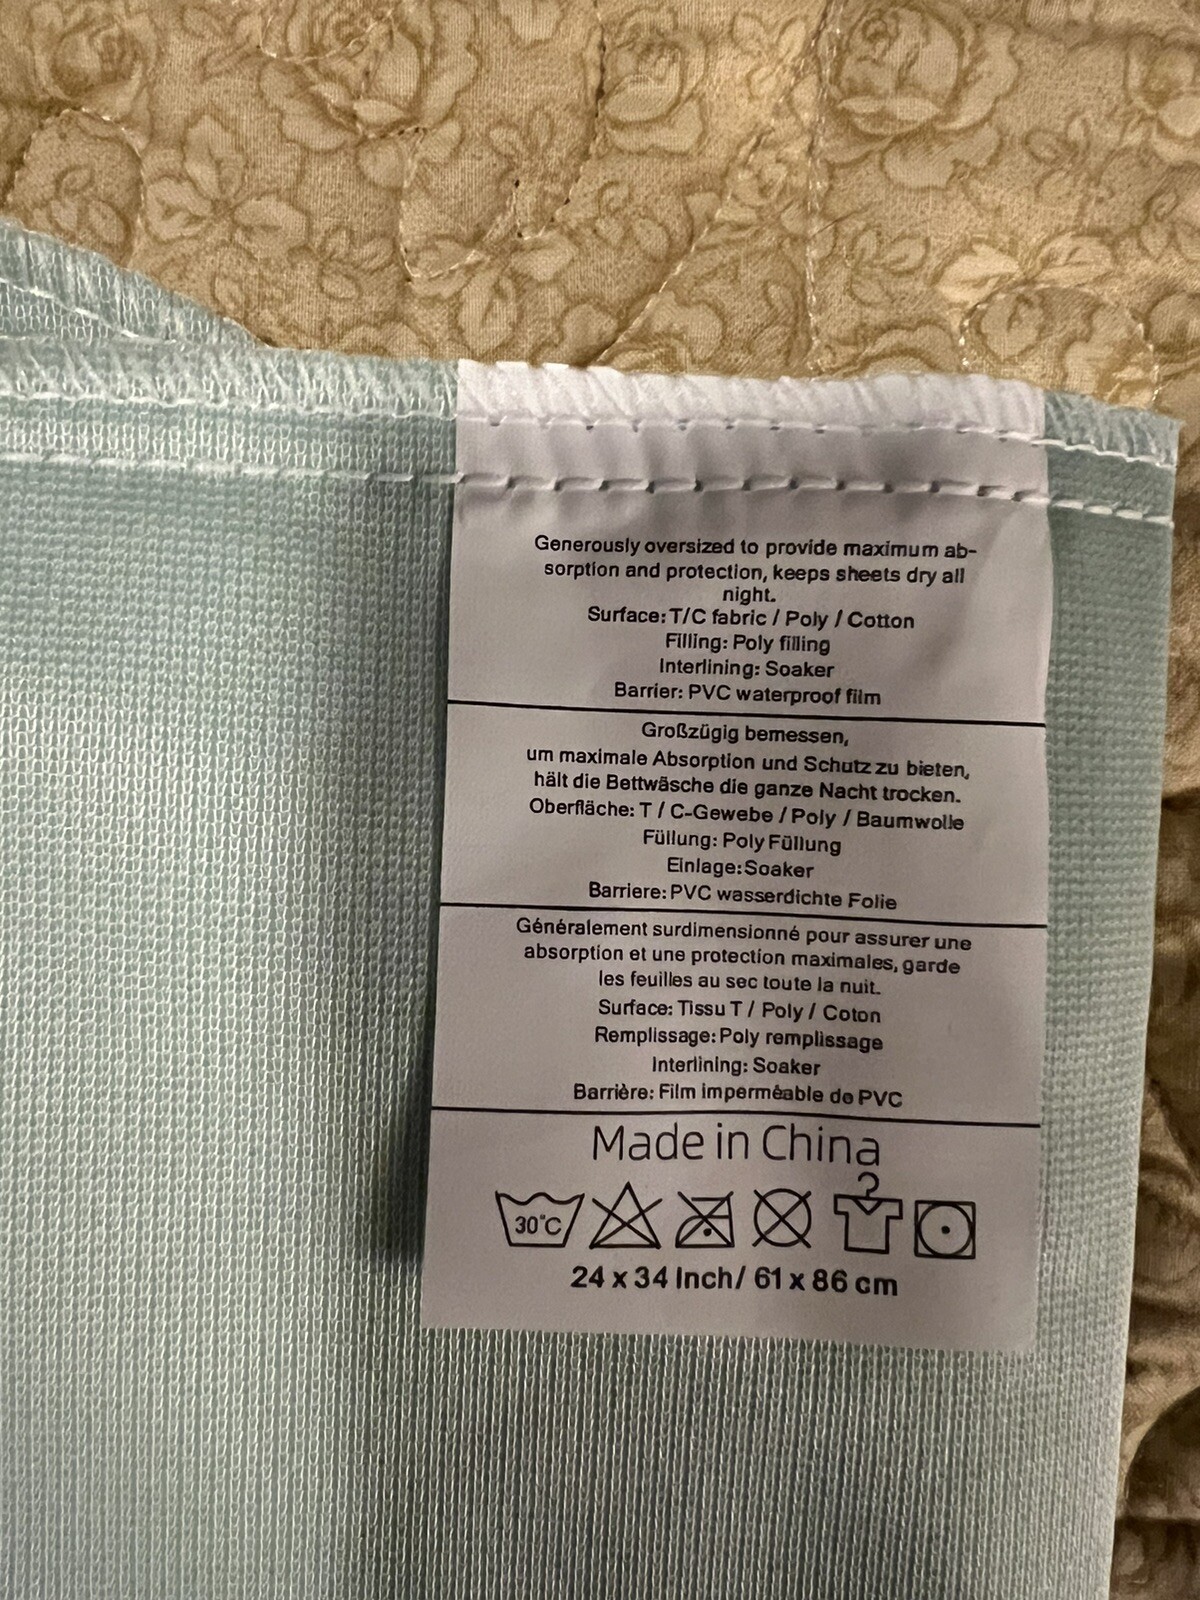 Generously oversized to provide maximum ab-
sorption and protection, keeps sheets dry all
night.
Surface: T/C fabric / Poly / Cotton
Filling: Poly filling
Interlining: Soaker
Barrier: PVC waterproof film
Großzügig bemessen,
um maximale Absorption und Schutz zu bieten,
hält die Bettwäsche die ganze Nacht trocken.
Oberfläche: T / C-Gewebe / Poly / Baumwolle
Füllung: Poly Füllung
Einlage: Soaker
Barriere: PVC wasserdichte Folie
Généralement surdimensionné pour assurer une
absorption et une protection maximales, garde
les feuilles au sec toute la nuit.
Surface: Tissu T / Poly / Coton
Remplissage: Poly remplissage
Interlining: Soaker
Barrière: Film imperméable de PVC
Made in China
30°C
24 x 34 Inch/ 61 x 86 cm